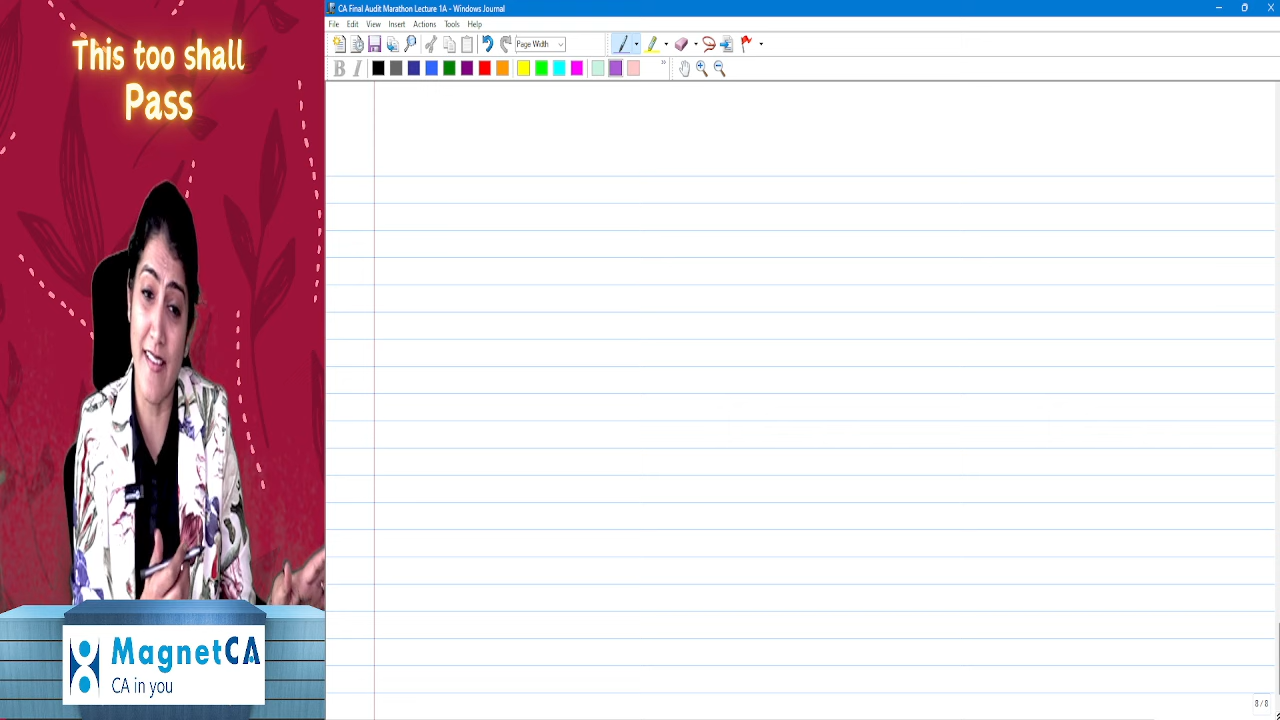 This too shall
Pass
MagnetCA
CA in you
CA Final Audit Marathon Lecture 1A - Windows Journal
File Edit View Insert Actions Tools Help
Page Width
B I
8 / 8